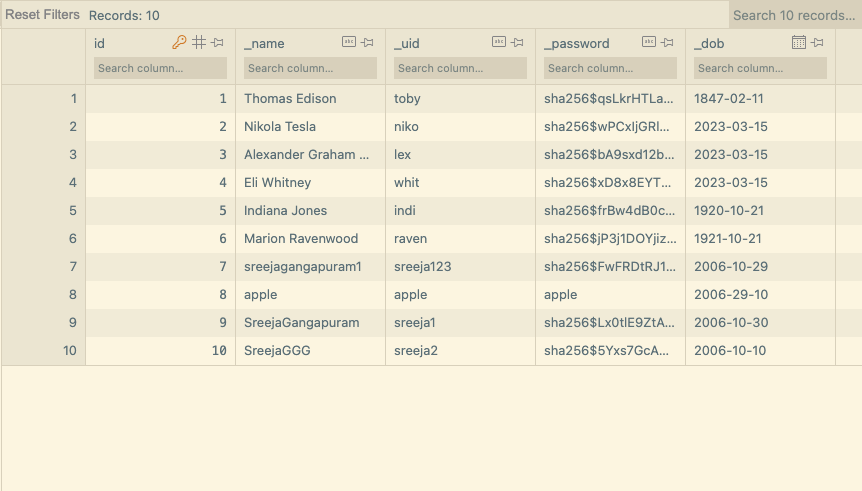 Reset Filters Records: 10 Search 10 records...
id _name _uid _password _dob
Search column... Search column... Search column... Search column... Search column...
1 1 Thomas Edison toby sha256$qsLkrHTLa... 1847-02-11
2 2 Nikola Tesla niko sha256$wPCxIjGRI... 2023-03-15
3 3 Alexander Graham ... lex sha256$bA9sxd12b... 2023-03-15
4 4 Eli Whitney whit sha256$xD8x8EYT... 2023-03-15
5 5 Indiana Jones indi sha256$frBw4dB0c... 1920-10-21
6 6 Marion Ravenwood raven sha256$jP3j1DOYjiz... 1921-10-21
7 7 sreejagangapuram1 sreeja123 sha256$FwFRDtRJ1... 2006-10-29
8 8 apple apple apple 2006-29-10
9 9 SreejaGangapuram sreeja1 sha256$Lx0tlE9ZtA... 2006-10-30
10 10 SreejaGGG sreeja2 sha256$5Yxs7GcA... 2006-10-10